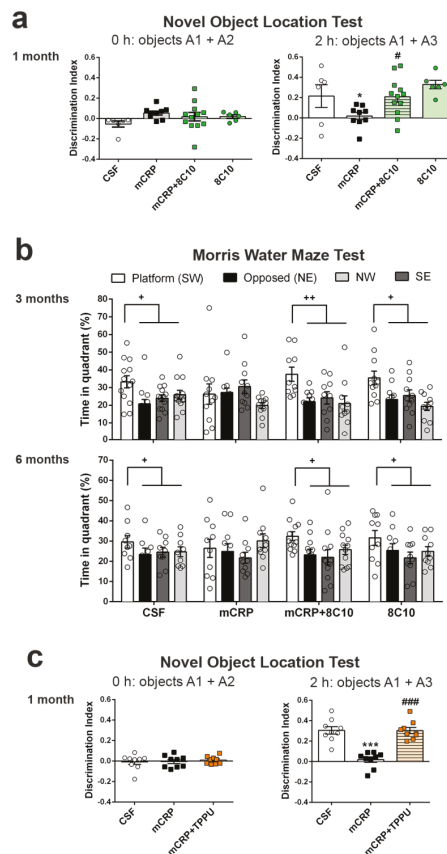 a
Novel Object Location Test
1 month
0 h: objects A1 + A2
2 h: objects A1 + A3
Discrimination Index
0.6
0.4
0.2
0.0
-0.2
-0.4
CSF
mCRP
mCRP+8C10
8C10
Discrimination Index
0.6
0.4
0.2
0.0
-0.2
-0.4
*
#
CSF
mCRP
mCRP+8C10
8C10
b
Morris Water Maze Test
Platform (SW)
Opposed (NE)
NW
SE
3 months
Time in quadrant (%)
80
70
60
50
40
30
20
10
0
+
++
+
6 months
Time in quadrant (%)
70
60
50
40
30
20
10
0
+
+
+
CSF
mCRP
mCRP+8C10
8C10
c
Novel Object Location Test
1 month
0 h: objects A1 + A2
2 h: objects A1 + A3
Discrimination Index
0.6
0.4
0.2
0.0
-0.2
-0.4
CSF
mCRP
mCRP+TPPU
Discrimination Index
0.6
0.4
0.2
0.0
-0.2
-0.4
***
###
CSF
mCRP
mCRP+TPPU